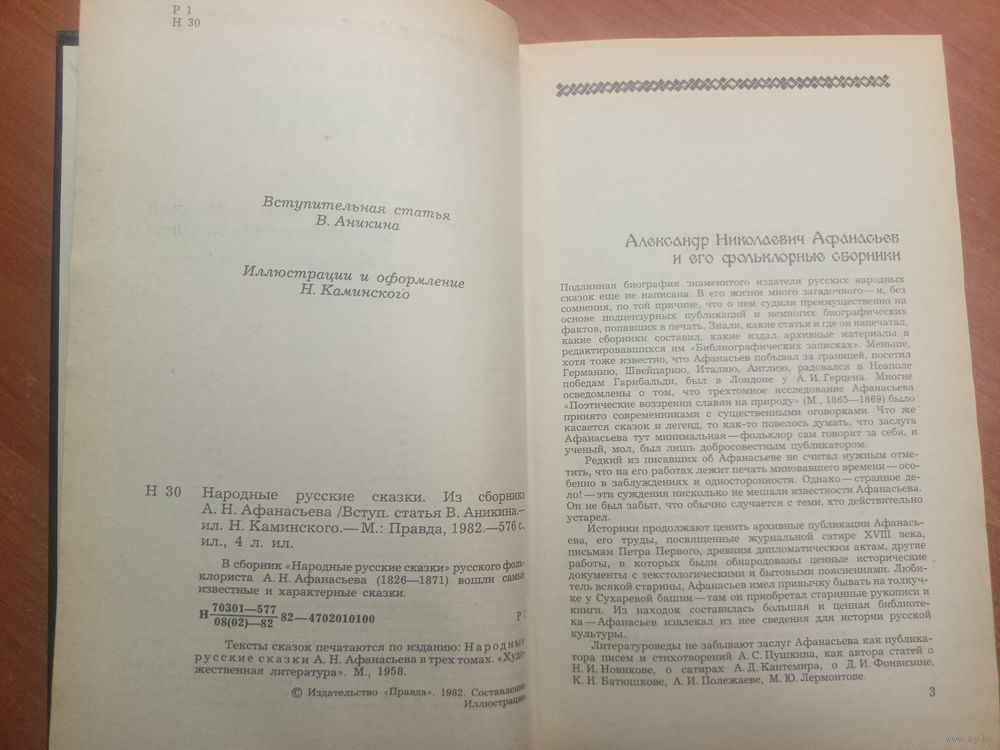 Р 1
Н 30
Вступительная статья
В. Аникина
Иллюстрации и оформление
Н. Каминского
Н 30 Народные русские сказки. Из сборника
А. Н. Афанасьева /Вступ. статья В. Аникина.—
ил. Н. Каминского.— М.: Правда, 1982.—576 с.
ил., 4 л. ил.
В сборник «Народные русские сказки» русского фоль-
клориста А. Н. Афанасьева (1826—1871) вошли самые
известные и характерные сказки.
Н 70301—577
08(02)—82 82—4702010100 Р 1
Тексты сказок печатаются по изданию: Народные
русские сказки А. Н. Афанасьева в трех томах. «Худо-
жественная литература». М., 1958.
© Издательство «Правда». 1982. Составление.
Иллюстрации
Александр Николаевич Афанасьев
и его фольклорные сборники
Подлинная биография знаменитого издателя русских народных
сказок еще не написана. В его жизни много загадочного—и, без
сомнения, по той причине, что о нем судили преимущественно на
основе подцензурных публикаций и немногих биографических
фактов, попавших в печать. Знали, какие статьи и где он напечатал,
какие сборники составил, какие издал архивные материалы в
редактировавшихся им «Библиографических записках». Меньше,
хотя тоже известно, что Афанасьев побывал за границей, посетил
Германию, Швейцарию, Италию, Англию, радовался в Неаполе
победам Гарибальди, был в Лондоне у А. И. Герцена. Многие
осведомлены о том, что трехтомное исследование Афанасьева
«Поэтические воззрения славян на природу» (М., 1865—1869) было
принято современниками с существенными оговорками. Что же
касается сказок и легенд, то как-то повелось думать, что заслуга
Афанасьева тут минимальная—фольклор сам говорит за себя, и
ученый, мол, был лишь добросовестным публикатором.
Редкий из писавших об Афанасьеве не считал нужным отме-
тить, что на его работах лежит печать миновавшего времени—осо-
бенно в заблуждениях и односторонности. Однако—странное де-
ло!—эти суждения нисколько не мешали известности Афанасьева.
Он не был забыт, что обычно случается с теми, кто действительно
устарел.
Историки продолжают ценить архивные публикации Афанась-
ева, его труды, посвященные журнальной сатире XVIII века,
письмам Петра Первого, древним дипломатическим актам, другие
работы, в которых были обнародованы ценные исторические
документы с текстологическими и бытовыми пояснениями. Люби-
тель всякой старины, Афанасьев имел привычку бывать на толкуч-
ке у Сухаревой башни—там он приобретал старинные рукописи и
книги. Из находок составилась большая и ценная библиоте-
ка—Афанасьев извлекал из нее сведения для истории русской
культуры.
Литературоведы не забывают заслуг Афанасьева как публика-
тора писем и стихотворений А. С. Пушкина, как автора статей о
Н. И. Новикове, о сатирах А. Д. Кантемира, о Д. И. Фонвизине,
К. Н. Батюшкове, А. И. Полежаеве, М. Ю. Лермонтове.
3
www.ay.by